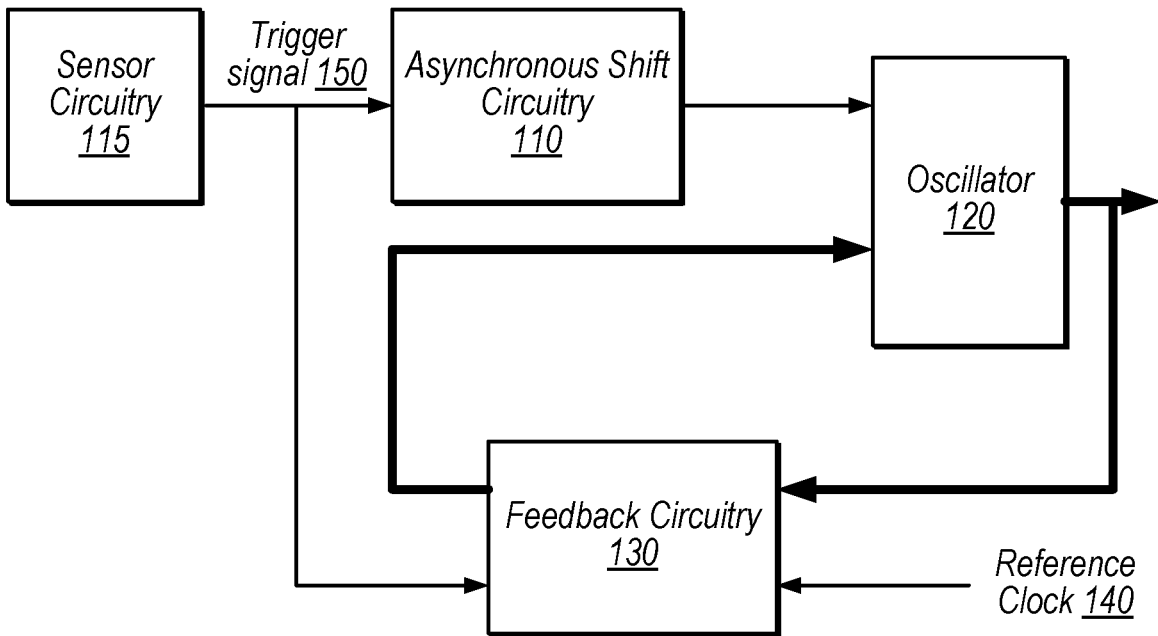 Sensor
Circuitry
115
Trigger
signal 150
Asynchronous Shift
Circuitry
110
Oscillator
120
Feedback Circuitry
130
Reference
Clock 140